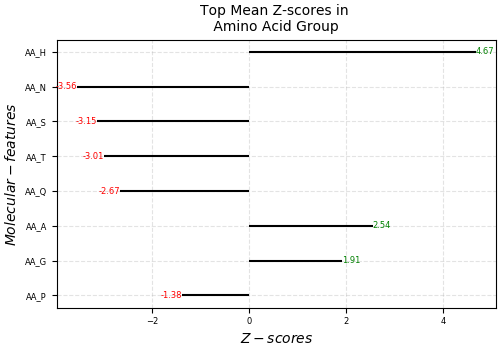 Top Mean Z-scores in
Amino Acid Group
AA_H
4.67
AA_N
-3.56
AA_S
-3.15
AA_T
-3.01
AA_Q
-2.67
AA_A
2.54
AA_G
1.91
AA_P
-1.38
Molecular−features
−2
0
2
4
Z−scores